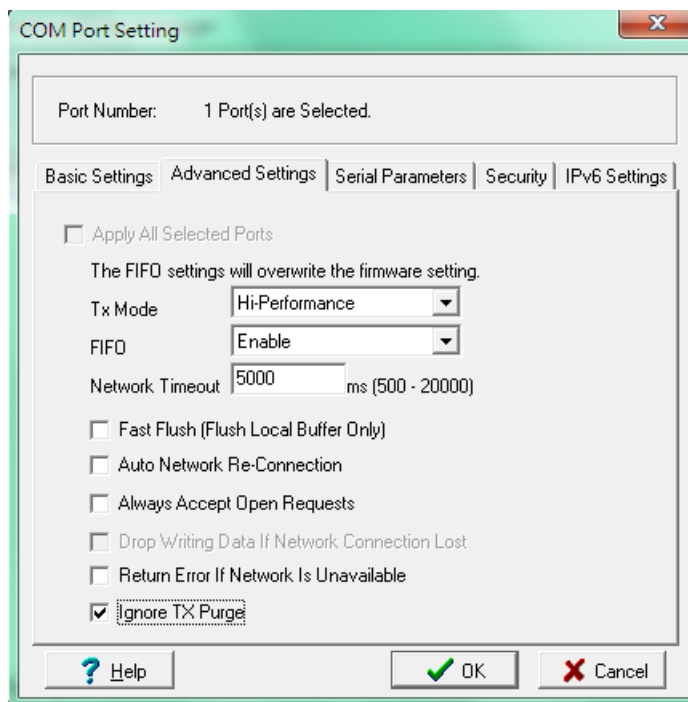 COM Port Setting
Port Number: 1 Port(s) are Selected.
Basic Settings Advanced Settings Serial Parameters Security IPv6 Settings
Apply All Selected Ports
The FIFO settings will overwrite the firmware setting.
Tx Mode Hi-Performance
FIFO Enable
Network Timeout 5000 ms (500 - 20000)
Fast Flush (Flush Local Buffer Only)
Auto Network Re-Connection
Always Accept Open Requests
Drop Writing Data If Network Connection Lost
Return Error If Network Is Unavailable
Ignore TX Purge
? Help OK Cancel